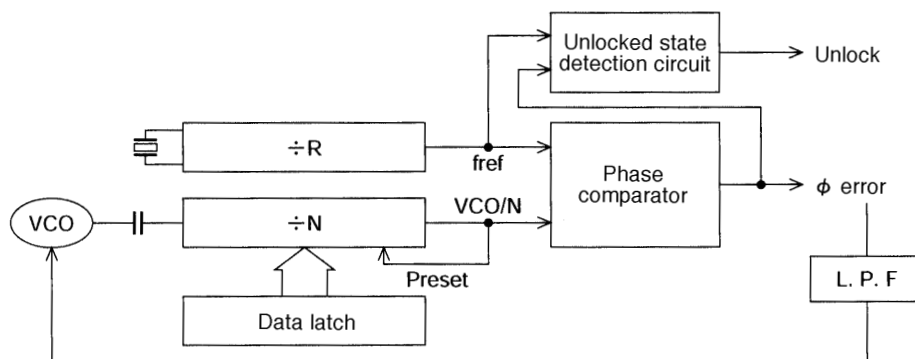 Unlocked state
detection circuit
Unlock
÷R
fref
Phase
comparator
ϕ error
VCO
÷N
VCO/N
Preset
L. P. F
Data latch